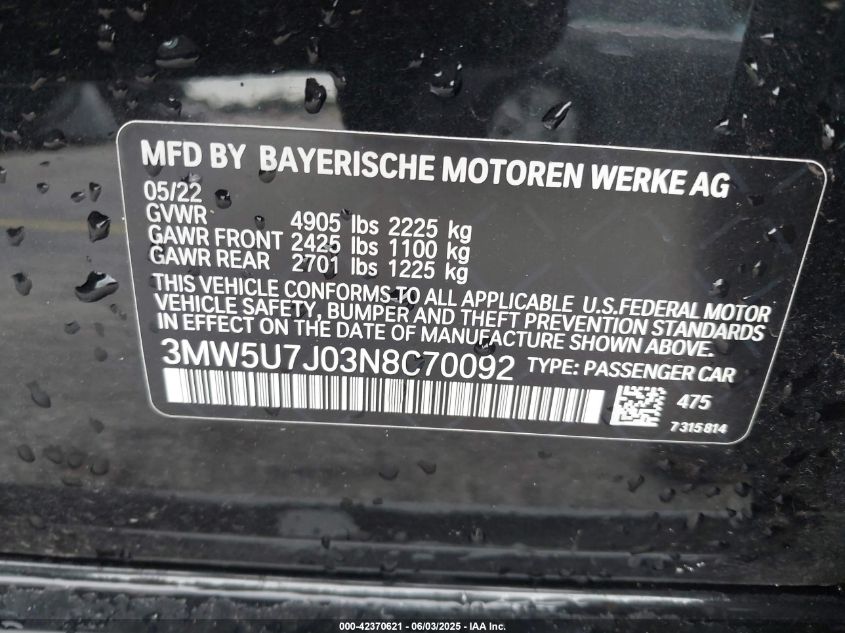 MFD BY BAYERISCHE MOTOREN WERKE AG
05/22
GVWR 4905 lbs 2225 kg
GAWR FRONT 2425 lbs 1100 kg
GAWR REAR 2701 lbs 1225 kg
THIS VEHICLE CONFORMS TO ALL APPLICABLE U.S.FEDERAL MOTOR
VEHICLE SAFETY, BUMPER AND THEFT PREVENTION STANDARDS
IN EFFECT ON THE DATE OF MANUFACTURE SHOWN ABOVE.
3MW5U7J03N8C70092 TYPE: PASSENGER CAR
475
7315814
000-42370621 - 06/03/2025 - IAA Inc.